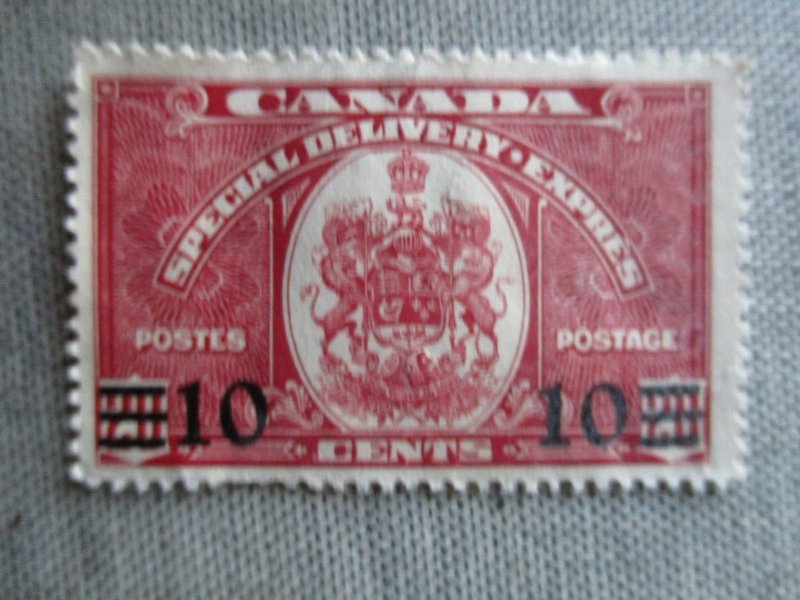 CANADA
SPECIAL DELIVERY • EXPRES
POSTES POSTAGE
10 10
CENTS